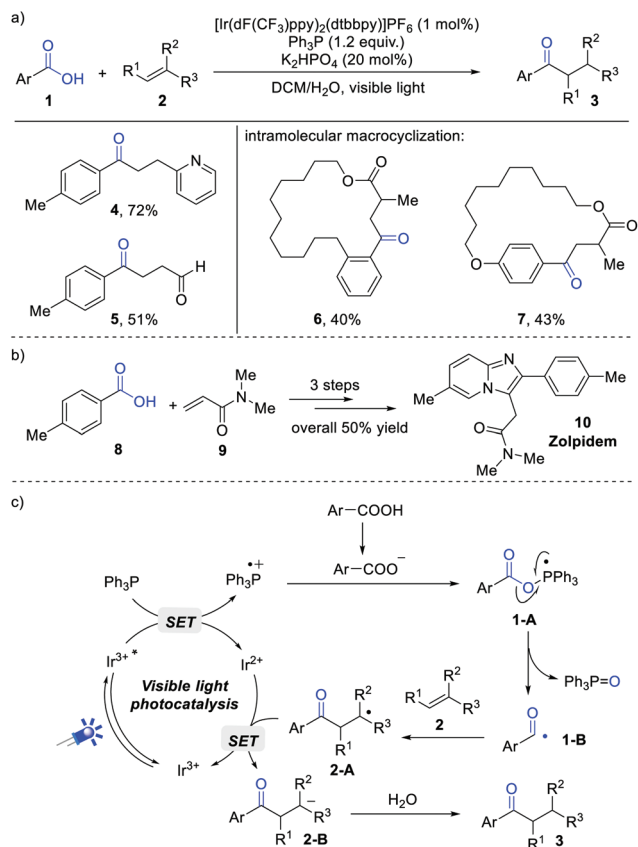 a)
[Ir(dF(CF3)ppy)2(dtbbpy)]PF6 (1 mol%)
Ph3P (1.2 equiv.)
K2HPO4 (20 mol%)
DCM/H2O, visible light
O
Ar
OH
1
+
R1
R2
R3
2
O
Ar
R2
R3
R1
3
O
N
Me
4, 72%
O
H
O
Me
5, 51%
intramolecular macrocyclization:
O
O
Me
O
6, 40%
O
O
Me
O
O
7, 43%
b)
O
OH
Me
8
+
O
N
Me
Me
9
3 steps
overall 50% yield
N
N
Me
Me
O
N
Me
Me
10
Zolpidem
c)
Ar–COOH
Ar–COO−
Ph3P
Ph3P•+
O
Ar
O
PPh3
1-A
SET
Ph3P=O
Ir3+ *
Ir2+
Visible light
photocatalysis
R1
R2
R3
2
O
Ar
1-B
SET
O
Ar
R2
R3
R1
2-A
Ir3+
O
Ar
R2
−
R3
R1
2-B
H2O
O
Ar
R2
R3
R1
3